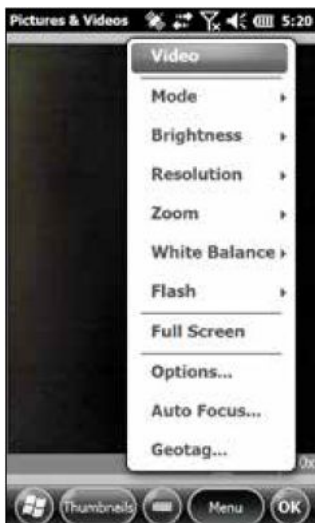 Pictures & Videos 5:20
Video
Mode
Brightness
Resolution
Zoom
White Balance
Flash
Full Screen
Options...
Auto Focus...
Geotag...
0x
Thumbnails Menu OK